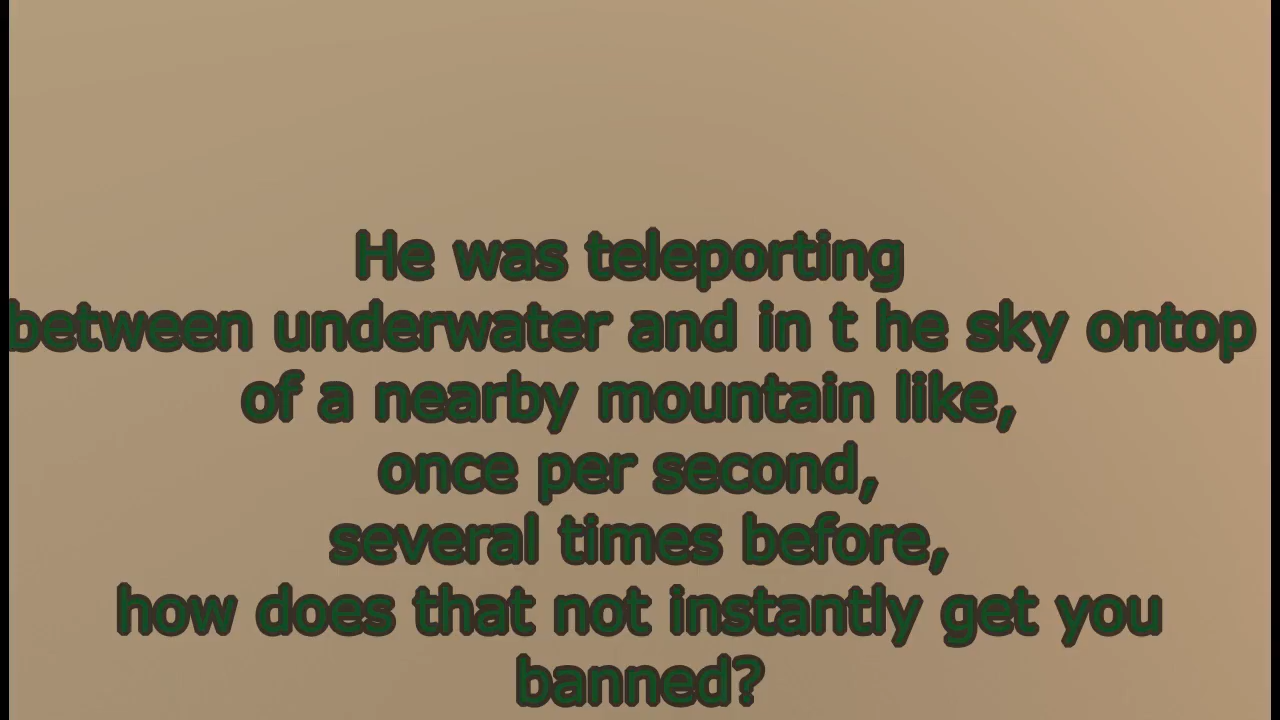 He was teleporting
between underwater and in t he sky ontop
of a nearby mountain like,
once per second,
several times before,
how does that not instantly get you
banned?